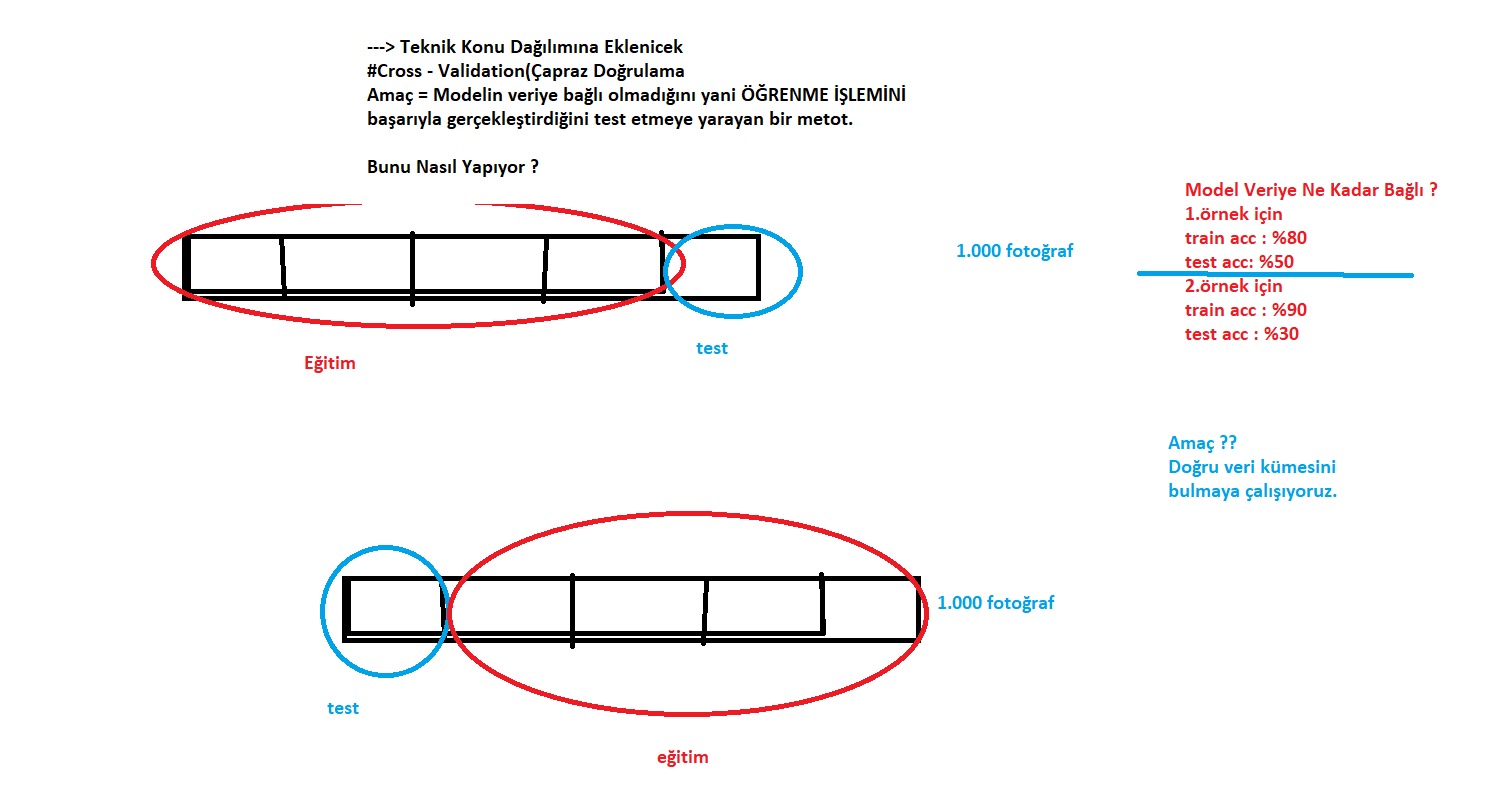 ---> Teknik Konu Dağılımına Eklenicek
#Cross - Validation(Çapraz Doğrulama
Amaç = Modelin veriye bağlı olmadığını yani ÖĞRENME İŞLEMİNİ
başarıyla gerçekleştirdiğini test etmeye yarayan bir metot.
Bunu Nasıl Yapıyor ?
Model Veriye Ne Kadar Bağlı ?
1.örnek için
train acc : %80
test acc: %50
2.örnek için
train acc : %90
test acc : %30
1.000 fotoğraf
test
Eğitim
Amaç ??
Doğru veri kümesini
bulmaya çalışıyoruz.
1.000 fotoğraf
test
eğitim